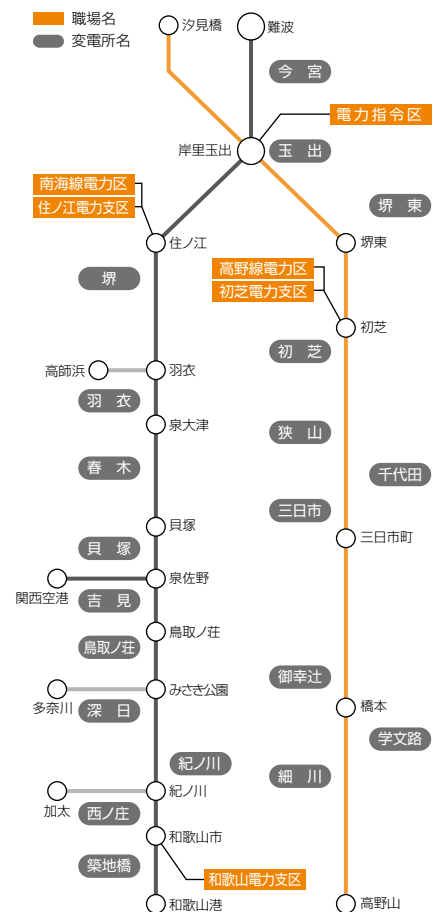 職場名
変電所名
汐見橋
難波
今宮
電力指令区
岸里玉出
玉出
南海線電力区
住ノ江電力支区
堺東
住ノ江
堺東
高野線電力区
初芝電力支区
堺
初芝
初芝
高師浜
羽衣
羽衣
泉大津
狭山
春木
千代田
三日市
貝塚
三日市町
貝塚
泉佐野
関西空港
吉見
鳥取ノ荘
鳥取ノ荘
御幸辻
みさき公園
多奈川
深日
橋本
学文路
紀ノ川
細川
紀ノ川
加太
西ノ庄
和歌山市
築地橋
和歌山電力支区
和歌山港
高野山